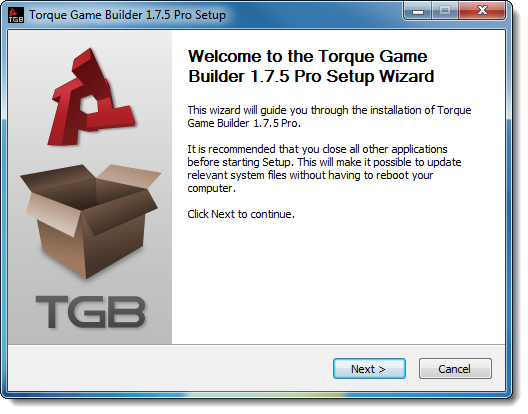 Torque Game Builder 1.7.5 Pro Setup
Welcome to the Torque Game
Builder 1.7.5 Pro Setup Wizard
This wizard will guide you through the installation of Torque
Game Builder 1.7.5 Pro.
It is recommended that you close all other applications
before starting Setup. This will make it possible to update
relevant system files without having to reboot your
computer.
Click Next to continue.
TGB
Next >
Cancel